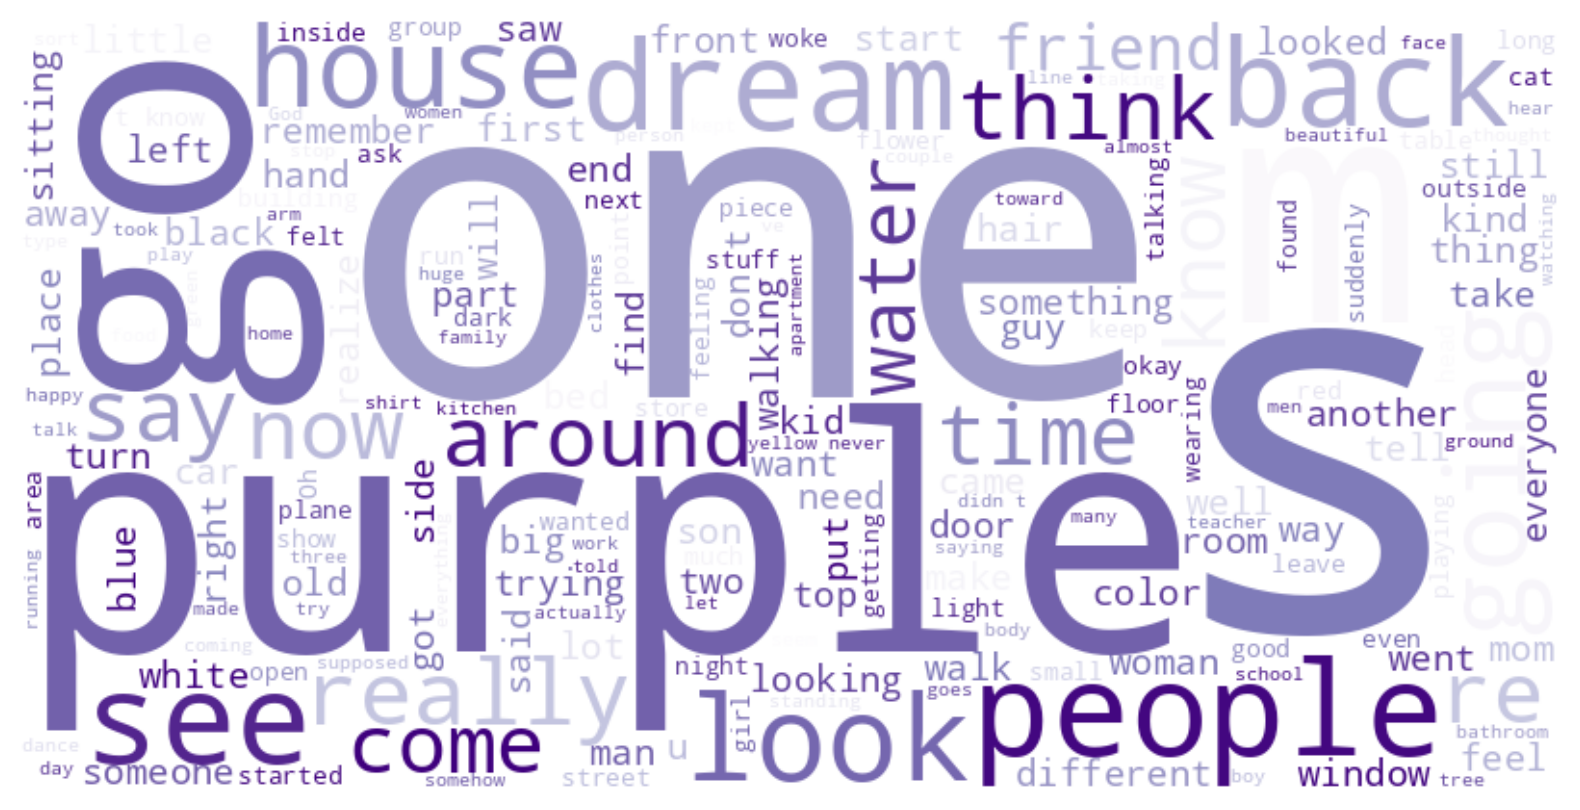 sort little inside group saw front woke start friend looked face long
house dream think back cat hear
sitting go t know left God women remember first person kept flower couple line taking beautiful table thought
stop ask hand end almost still
building next one toward talking know m found suddenly outside
away took black arm felt will piece ve hair kind watching
type play run point stuff don t water something thing
place green huge part dark family clothes find feeling walking apartment guy keep take
food home realize okay head going
happy say now shirt kitchen bed store kid floor wearing red men another everyone
talk around yellow never time S tell ground
turn car oh want came
area purple right plane side got big wanted need didn t many well teacher way
blue show three everything work son much put door saying room leave playing
running old trying told two top getting make color
made try actually let light
coming said lot body even mom
white open supposed really night looking walk small woman good went
see goes school people re
dance come man u girl look standing bathroom
day someone started somehow street different boy window tree feel